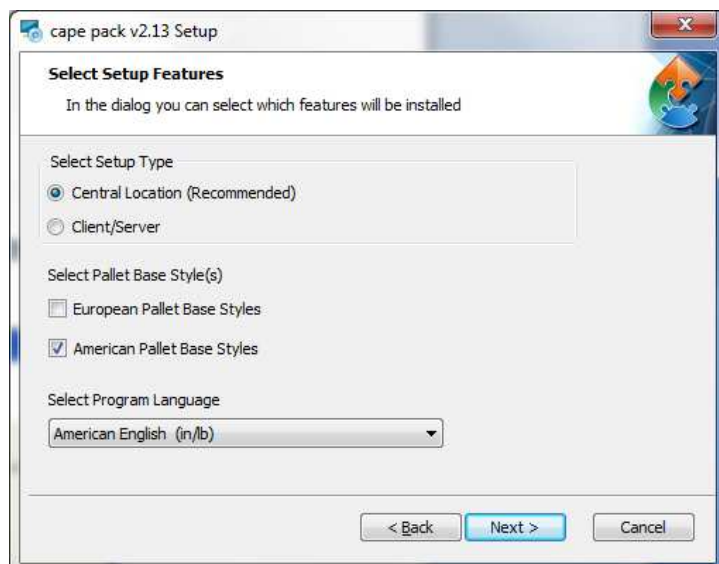 cape pack v2.13 Setup
Select Setup Features
In the dialog you can select which features will be installed
Select Setup Type
Central Location (Recommended)
Client/Server
Select Pallet Base Style(s)
European Pallet Base Styles
American Pallet Base Styles
Select Program Language
American English (in/lb)
< Back Next > Cancel